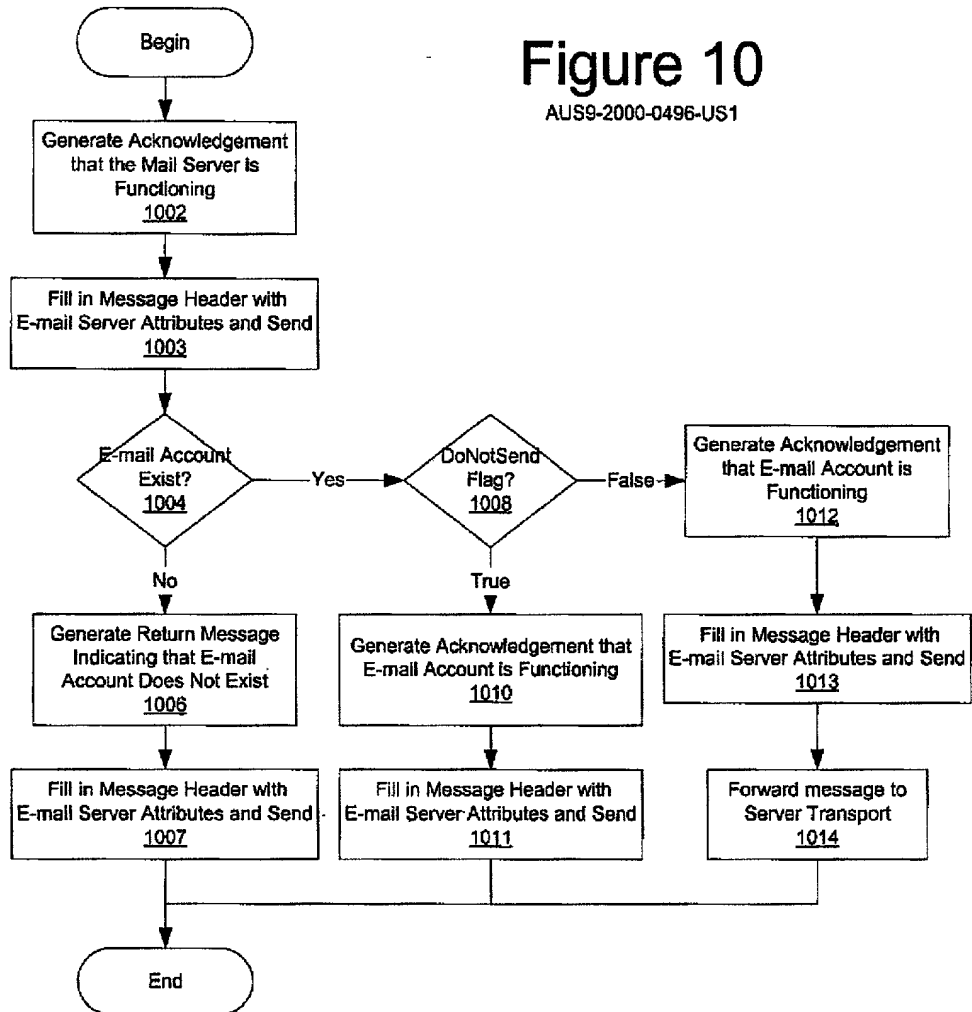 Begin
Figure 10
AUS9-2000-0496-US1
Generate Acknowledgement
that the Mail Server is
Functioning
1002
Fill in Message Header with
E-mail Server Attributes and Send
1003
E-mail Account
Exist?
1004
Yes
DoNotSend
Flag?
1008
False
Generate Acknowledgement
that E-mail Account is
Functioning
1012
No
True
Generate Return Message
Indicating that E-mail
Account Does Not Exist
1006
Generate Acknowledgement that
E-mail Account is Functioning
1010
Fill in Message Header with
E-mail Server Attributes and Send
1013
Fill in Message Header with
E-mail Server Attributes and Send
1007
Fill in Message Header with
E-mail Server Attributes and Send
1011
Forward message to
Server Transport
1014
End